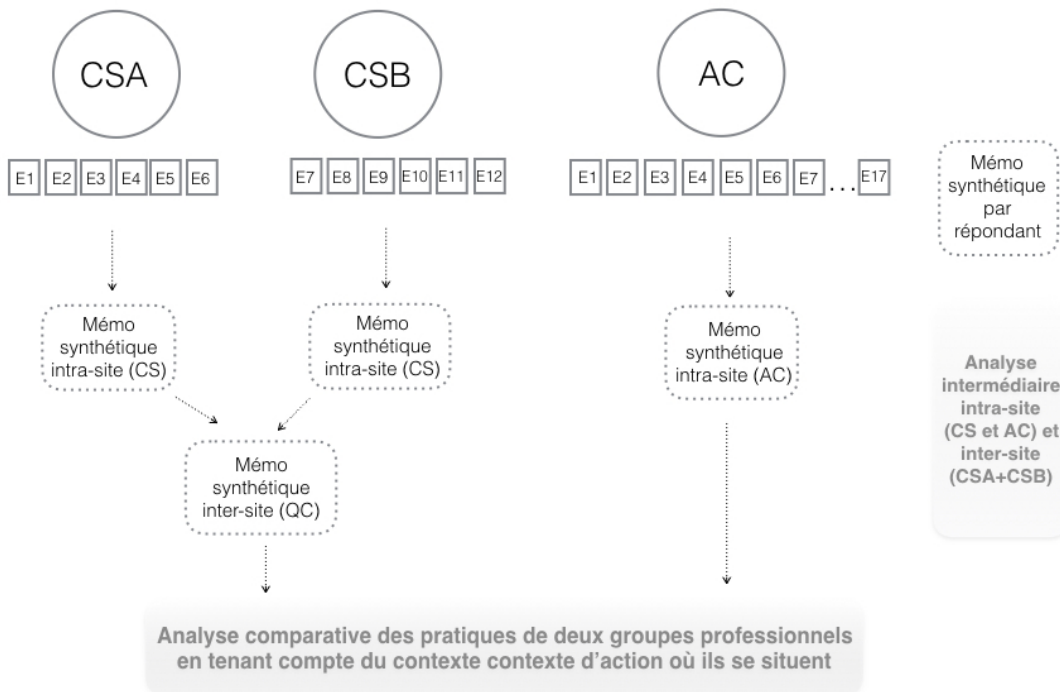 CSA
CSB
AC
E1 E2 E3 E4 E5 E6
E7 E8 E9 E10 E11 E12
E1 E2 E3 E4 E5 E6 E7 ... E17
Mémo
synthétique
par
répondant
Mémo
synthétique
intra-site (CS)
Mémo
synthétique
intra-site (CS)
Mémo
synthétique
intra-site (AC)
Analyse
intermédiaire
intra-site
(CS et AC) et
inter-site
(CSA+CSB)
Mémo
synthétique
inter-site (QC)
Analyse comparative des pratiques de deux groupes professionnels
en tenant compte du contexte contexte d'action où ils se situent